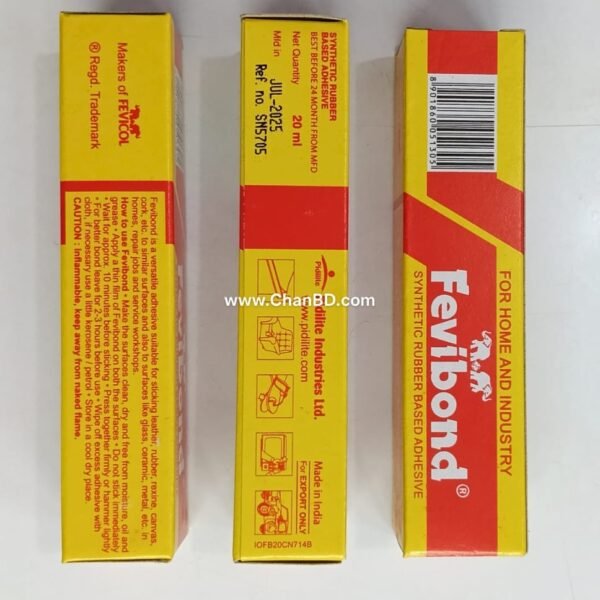 Makers of FEVICOL
® Regd. Trademark
Fevibond is a versatile adhesive suitable for sticking leather, rubber, rexine, canvas,
cork, etc. to similar surfaces and also to surfaces like glass, ceramic, metal, etc. in
homes, repair jobs and service workshops.
How to use Fevibond • Make the surfaces clean, dry and free from moisture, oil and
grease • Apply a thin film of Fevibond on both the surfaces • Do not stick immediately
• Wait for approx. 10 minutes before sticking • Press together firmly or hammer lightly
• For better bond leave for 2-3 hours before use • Wipe off excess adhesive with
cloth, if necessary use a little kerosene / petrol • Store in a cool dry place.
CAUTION : Inflammable, keep away from naked flame.
SYNTHETIC RUBBER
BASED ADHESIVE
BEST BEFORE 24 MONTH FROM MFD
Net Quantity 20 ml
Mfd.in JUL-2025
Ref. no. SM5705
Pidilite
Pidilite Industries Ltd.
www.pidilite.com
Made in India
For EXPORT ONLY
IOFB20CN714B
8 901860 051305
FOR HOME AND INDUSTRY
Fevibond®
SYNTHETIC RUBBER BASED ADHESIVE
www.ChanBD.com